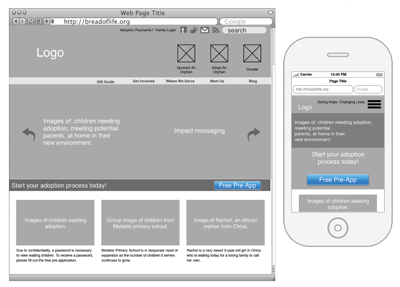 Web Page Title
http://breadoflife.org
Google
Adoption Payments | Family Login
search
Logo
Sponsor An
Orphan
Adopt An
Orphan
Donate
Gift Guide
Get Involved
Where We Serve
Meet Us
Blog
Images of children needing
adoption, meeting potential
parents, at home in their
new environment.
Impact messaging
Start your adoption process today!
Free Pre-App
Images of children seeking
adoption.
Group image of children from
Malaika Primary school.
Image of Rachel, an african
orphan from China.
Due to confidentiality, a password is necessary
to view waiting children. To receive a password,
please fill out the free pre-application.
Malaika Primary School is in desperate need of
expansion as the number of children it serves
continues to grow.
Rachel is a very sweet 3-year-old girl in China
who is waiting today for a loving family to call
her own.
Carrier
12:00 PM
Page Title
http://breadoflife.org
Google
Giving Hope, Changing Lives.
Logo
Images of children needing adoption,
meeting potential
parents, at home in their
new environment.
Start your adoption
process today!
Free Pre-App
Images of children seeking
adoption.